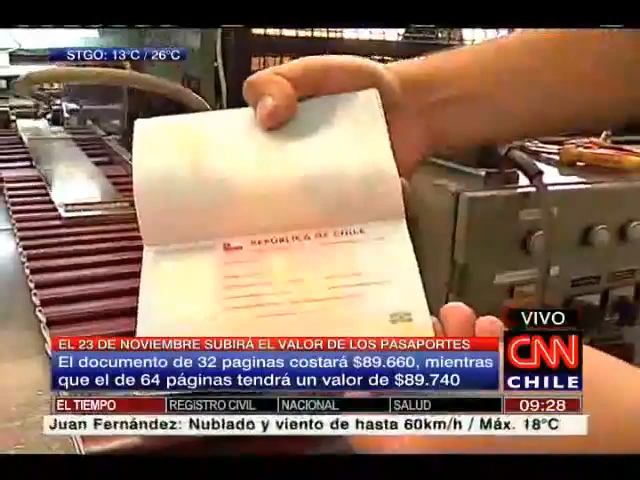 STGO: 13°C / 26°C
REPÚBLICA DE CHILE
EL 23 DE NOVIEMBRE SUBIRÁ EL VALOR DE LOS PASAPORTES
El documento de 32 paginas costará $89.660, mientras
que el de 64 páginas tendrá un valor de $89.740
VIVO
CNN
CHILE
EL TIEMPO REGISTRO CIVIL NACIONAL SALUD 09:28
Juan Fernández: Nublado y viento de hasta 60km/h / Máx. 18°C